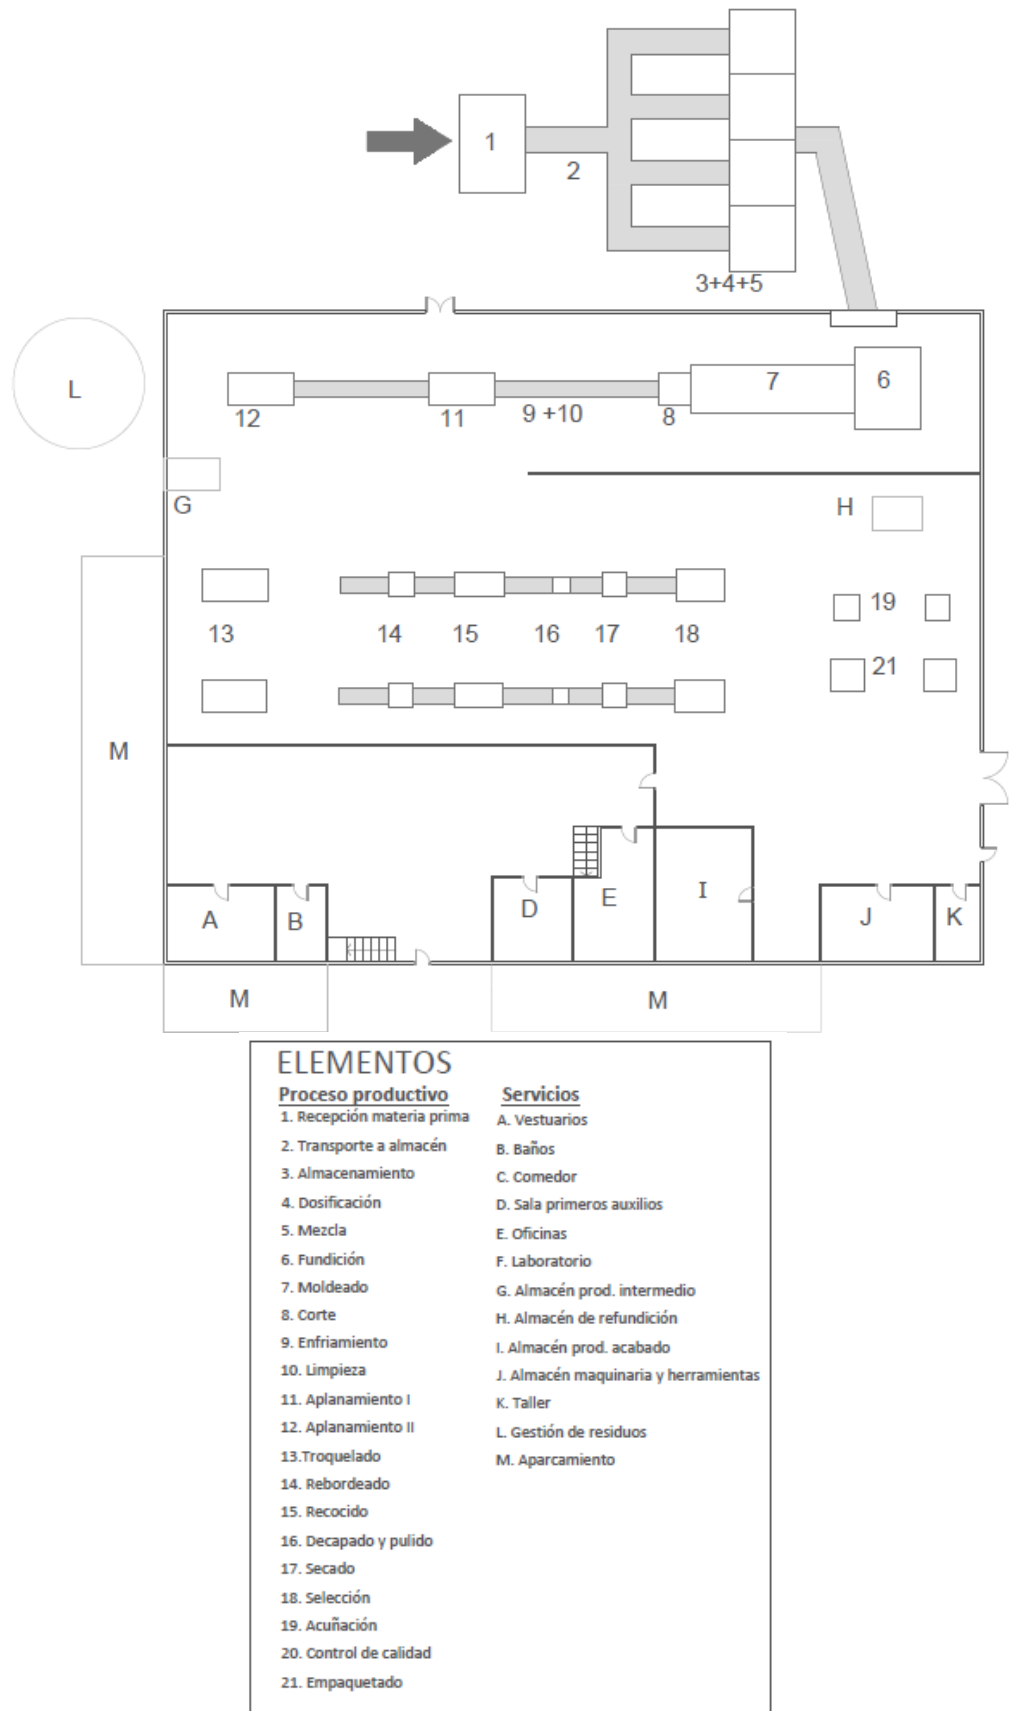 1
2
3+4+5
L
12
11
9 +10
8
7
6
G
H
13
14
15
16
17
18
19
21
M
A
B
D
E
I
J
K
M
M
ELEMENTOS
Proceso productivo
1. Recepción materia prima
2. Transporte a almacén
3. Almacenamiento
4. Dosificación
5. Mezcla
6. Fundición
7. Moldeado
8. Corte
9. Enfriamiento
10. Limpieza
11. Aplanamiento I
12. Aplanamiento II
13.Troquelado
14. Rebordeado
15. Recocido
16. Decapado y pulido
17. Secado
18. Selección
19. Acuñación
20. Control de calidad
21. Empaquetado
Servicios
A. Vestuarios
B. Baños
C. Comedor
D. Sala primeros auxilios
E. Oficinas
F. Laboratorio
G. Almacén prod. intermedio
H. Almacén de refundición
I. Almacén prod. acabado
J. Almacén maquinaria y herramientas
K. Taller
L. Gestión de residuos
M. Aparcamiento